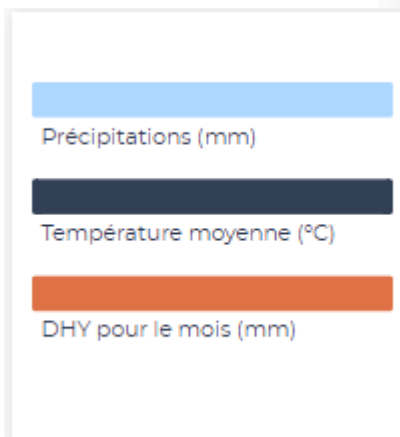 Précipitations (mm)
Température moyenne (°C)
DHY pour le mois (mm)